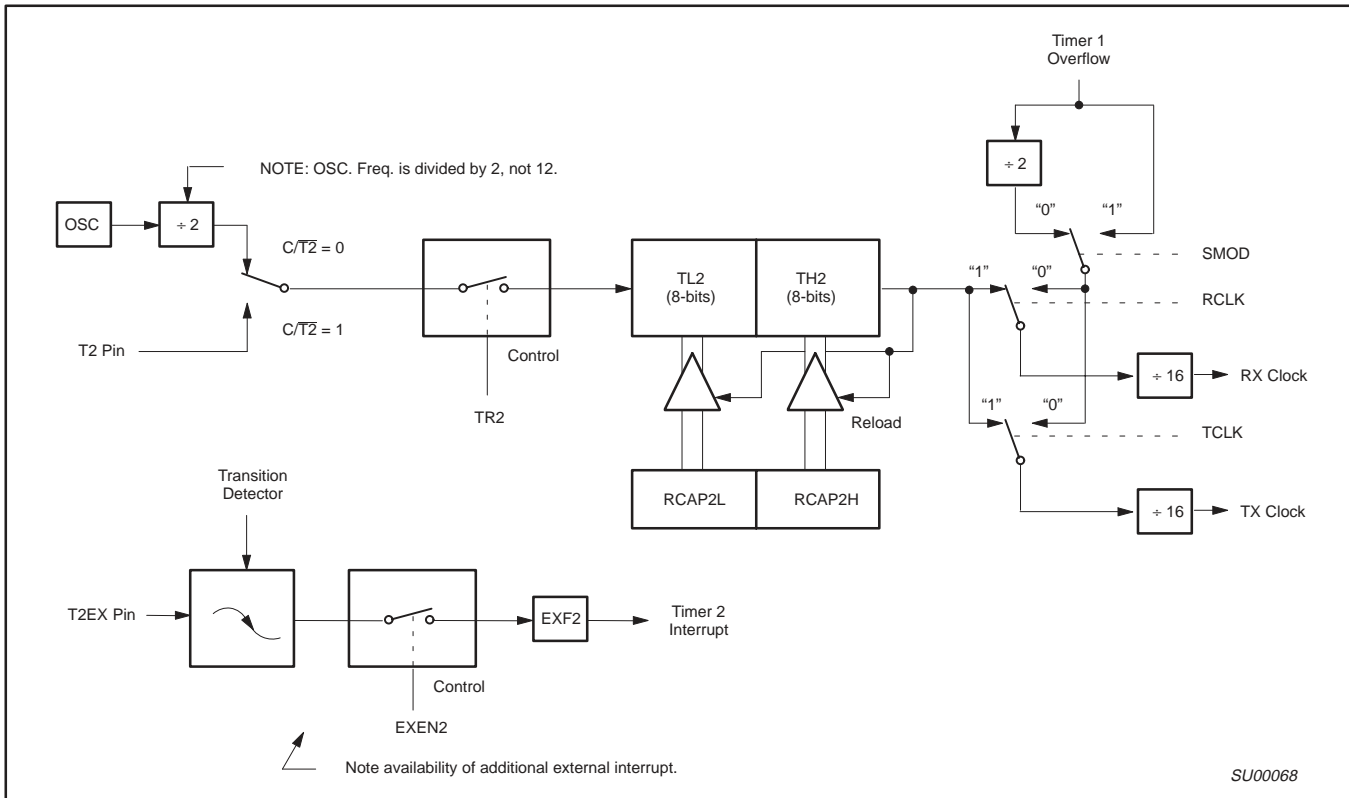 Timer 1
Overflow
NOTE: OSC. Freq. is divided by 2, not 12.
÷ 2
“0”
“1”
OSC
÷ 2
C/T̅2̅ = 0
SMOD
TL2
(8-bits)
TH2
(8-bits)
“1”
“0”
RCLK
C/T̅2̅ = 1
T2 Pin
Control
÷ 16
RX Clock
TR2
Reload
“1”
“0”
TCLK
Transition
Detector
RCAP2L
RCAP2H
÷ 16
TX Clock
T2EX Pin
EXF2
Timer 2
Interrupt
Control
EXEN2
Note availability of additional external interrupt.
SU00068